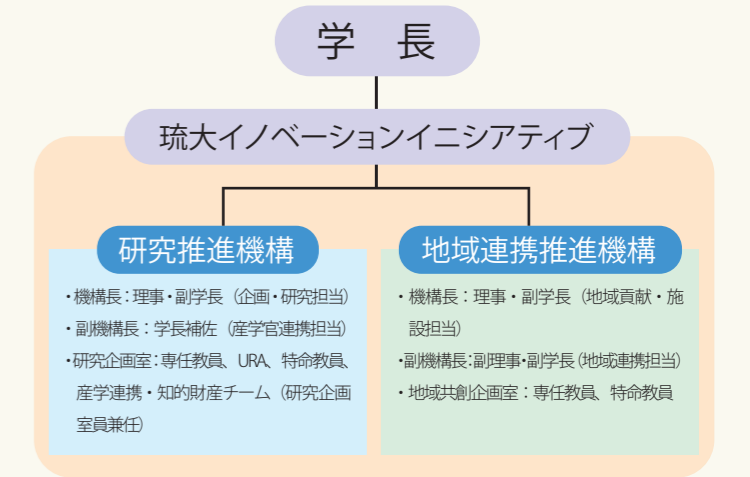 学　長
琉大イノベーションイニシアティブ
研究推進機構
・機構長：理事・副学長（企画・研究担当）
・副機構長：学長補佐（産学官連携担当）
・研究企画室：専任教員、URA、特命教員、
産学連携・知的財産チーム（研究企画
室員兼任）
地域連携推進機構
・機構長：理事・副学長（地域貢献・施
設担当）
・副機構長：副理事・副学長（地域連携担当）
・地域共創企画室：専任教員、特命教員